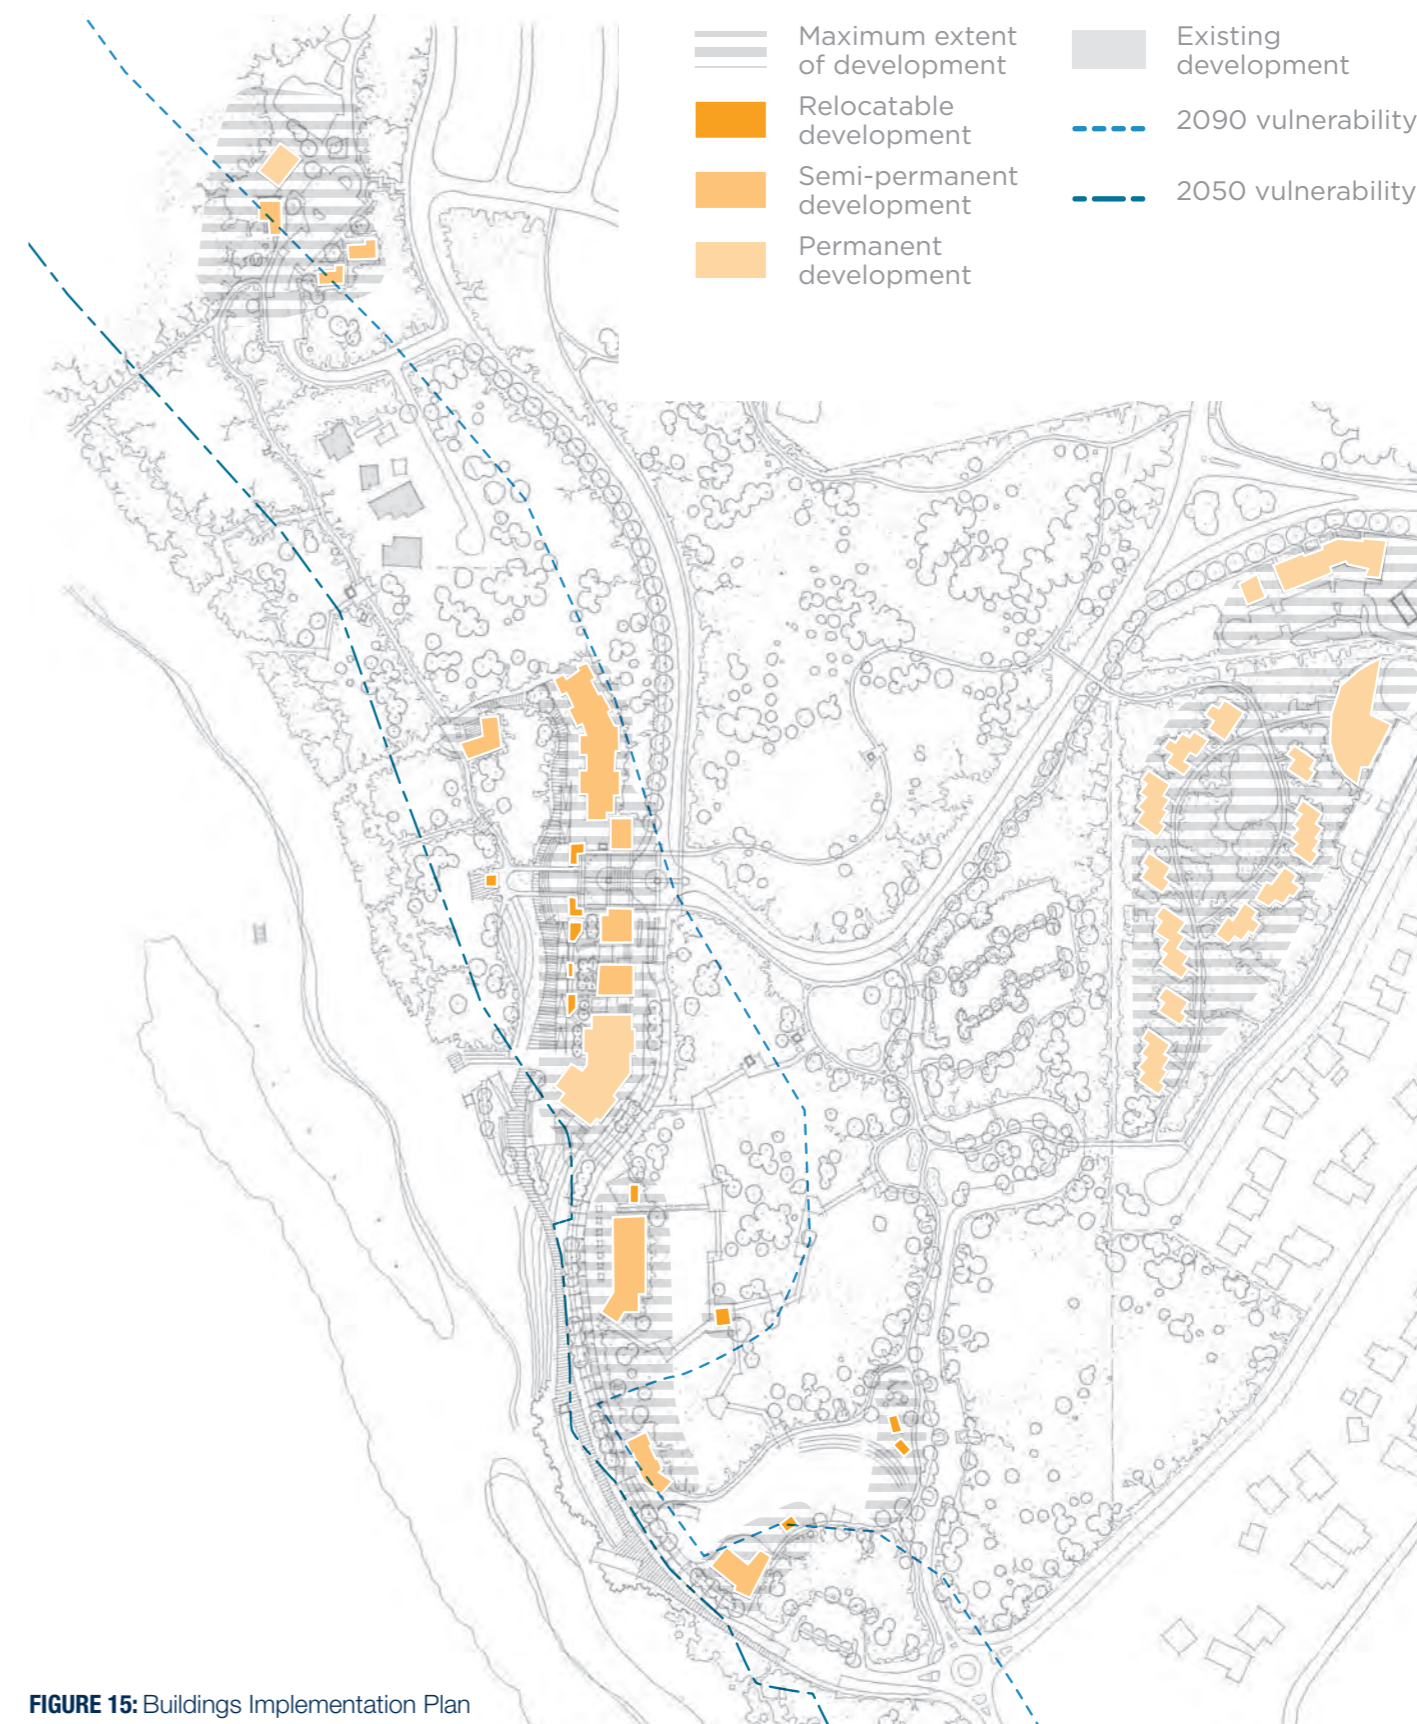 Maximum extent
of development
Relocatable
development
Semi-permanent
development
Permanent
development
Existing
development
2090 vulnerability
2050 vulnerability
FIGURE 15: Buildings Implementation Plan